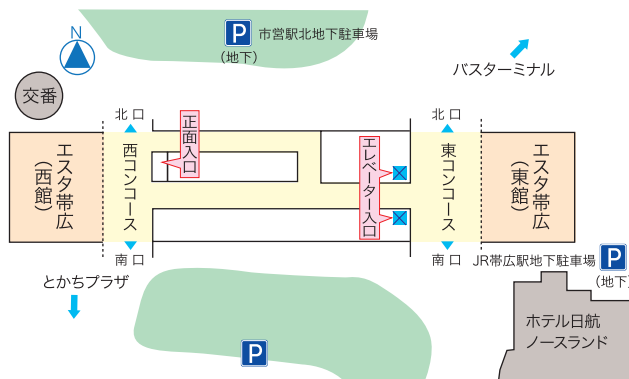 N
P
(地下)
市営駅北地下駐車場
バスターミナル
交番
北口
正面入口
北口
エスタ帯広
(西館)
西コンコース
エレベーター入口
東コンコース
エスタ帯広
(東館)
南口
南口
JR帯広駅地下駐車場
P
(地下)
とかちプラザ
ホテル日航
ノースランド
P